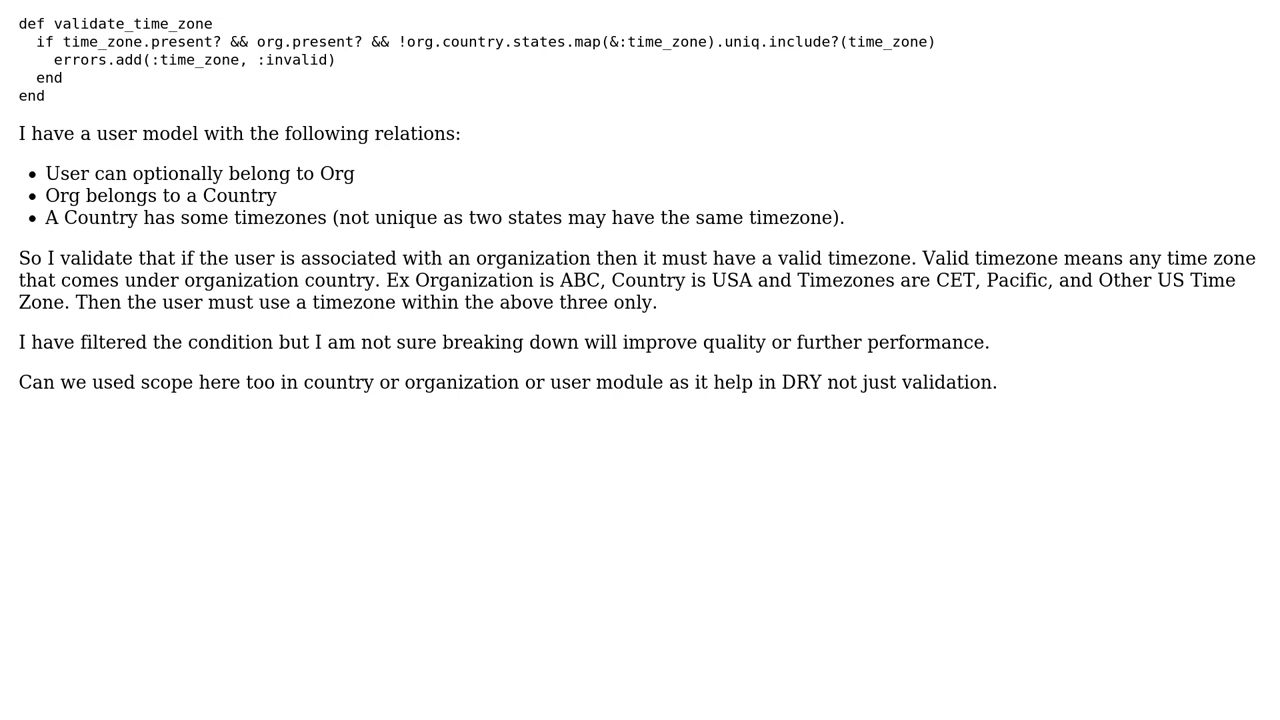 def validate_time_zone
  if time_zone.present? && org.present? && !org.country.states.map(&:time_zone).uniq.include?(time_zone)
    errors.add(:time_zone, :invalid)
  end
end
I have a user model with the following relations:
• User can optionally belong to Org
• Org belongs to a Country
• A Country has some timezones (not unique as two states may have the same timezone).
So I validate that if the user is associated with an organization then it must have a valid timezone. Valid timezone means any time zone
that comes under organization country. Ex Organization is ABC, Country is USA and Timezones are CET, Pacific, and Other US Time
Zone. Then the user must use a timezone within the above three only.
I have filtered the condition but I am not sure breaking down will improve quality or further performance.
Can we used scope here too in country or organization or user module as it help in DRY not just validation.